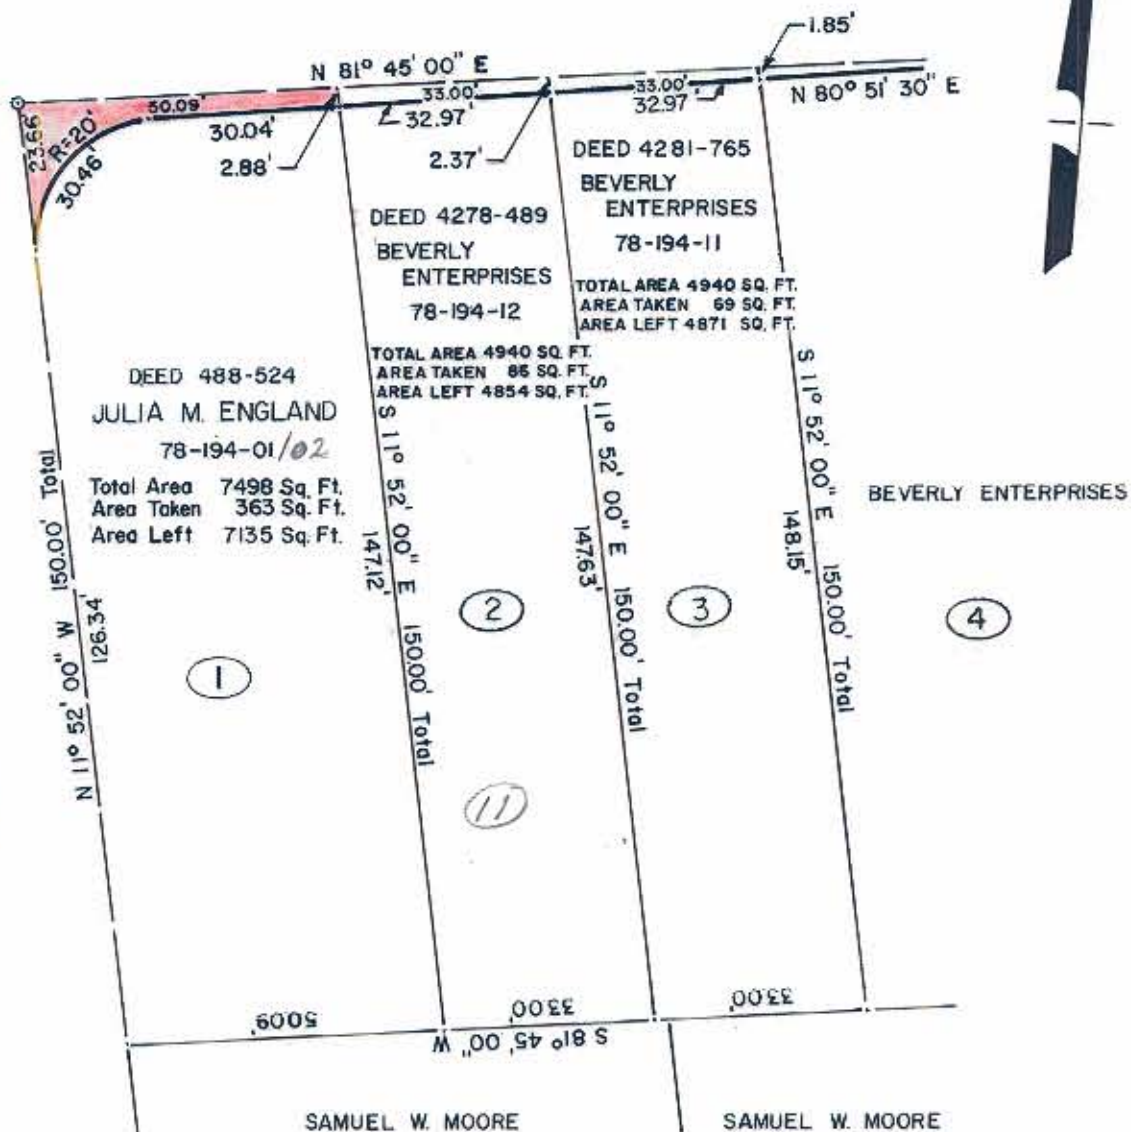 1.85'
N 81° 45' 00" E
N 80° 51' 30" E
50.09'
33.00'
33.00'
32.97'
32.97'
23.66'
R=20'
30.46'
30.04'
2.88'
2.37'
DEED 4281-765
BEVERLY
ENTERPRISES
78-194-11
TOTAL AREA 4940 SQ. FT.
AREA TAKEN 69 SQ. FT.
AREA LEFT 4871 SQ. FT.
DEED 4278-489
BEVERLY
ENTERPRISES
78-194-12
TOTAL AREA 4940 SQ. FT.
AREA TAKEN 86 SQ. FT.
AREA LEFT 4854 SQ. FT.
DEED 488-524
JULIA M. ENGLAND
78-194-01/02
Total Area 7498 Sq. Ft.
Area Taken 363 Sq. Ft.
Area Left 7135 Sq. Ft.
N 11° 52' 00" W 150.00' Total
126.34'
S 11° 52' 00" E 150.00' Total
147.12'
S 11° 52' 00" E 150.00' Total
147.63'
S 11° 52' 00" E 150.00' Total
148.15'
BEVERLY ENTERPRISES
1
2
3
4
11
50.09'
33.00'
33.00'
S 81° 45' 00" W
SAMUEL W. MOORE
SAMUEL W. MOORE